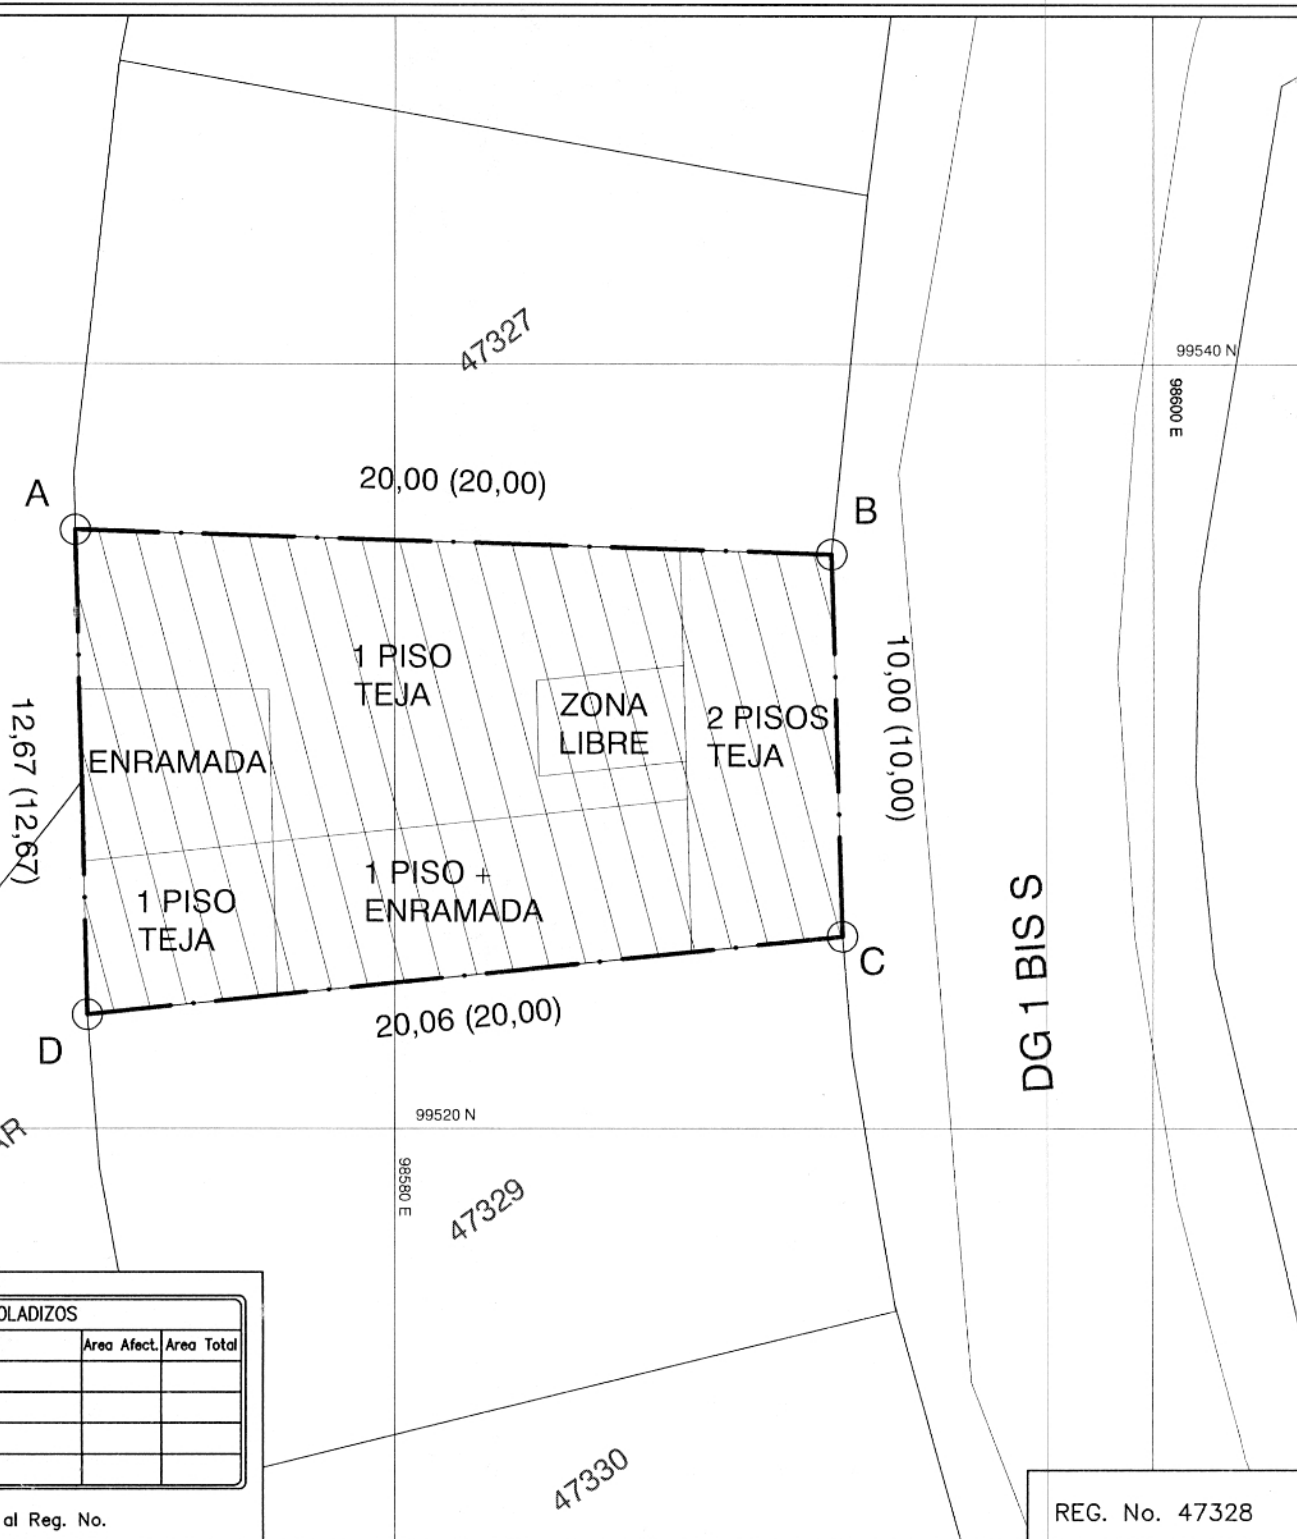 47327
99540 N
98600 E
20,00 (20,00)
A
B
1 PISO
TEJA
ZONA
LIBRE
2 PISOS
TEJA
10,00 (10,00)
12,67 (12,67)
ENRAMADA
1 PISO +
ENRAMADA
1 PISO
TEJA
C
20,06 (20,00)
D
DG 1 BIS S
99520 N
98580 E
AR
47329
OLADIZOS
Area Afect. Area Total
47330
al Reg. No.
REG. No. 47328